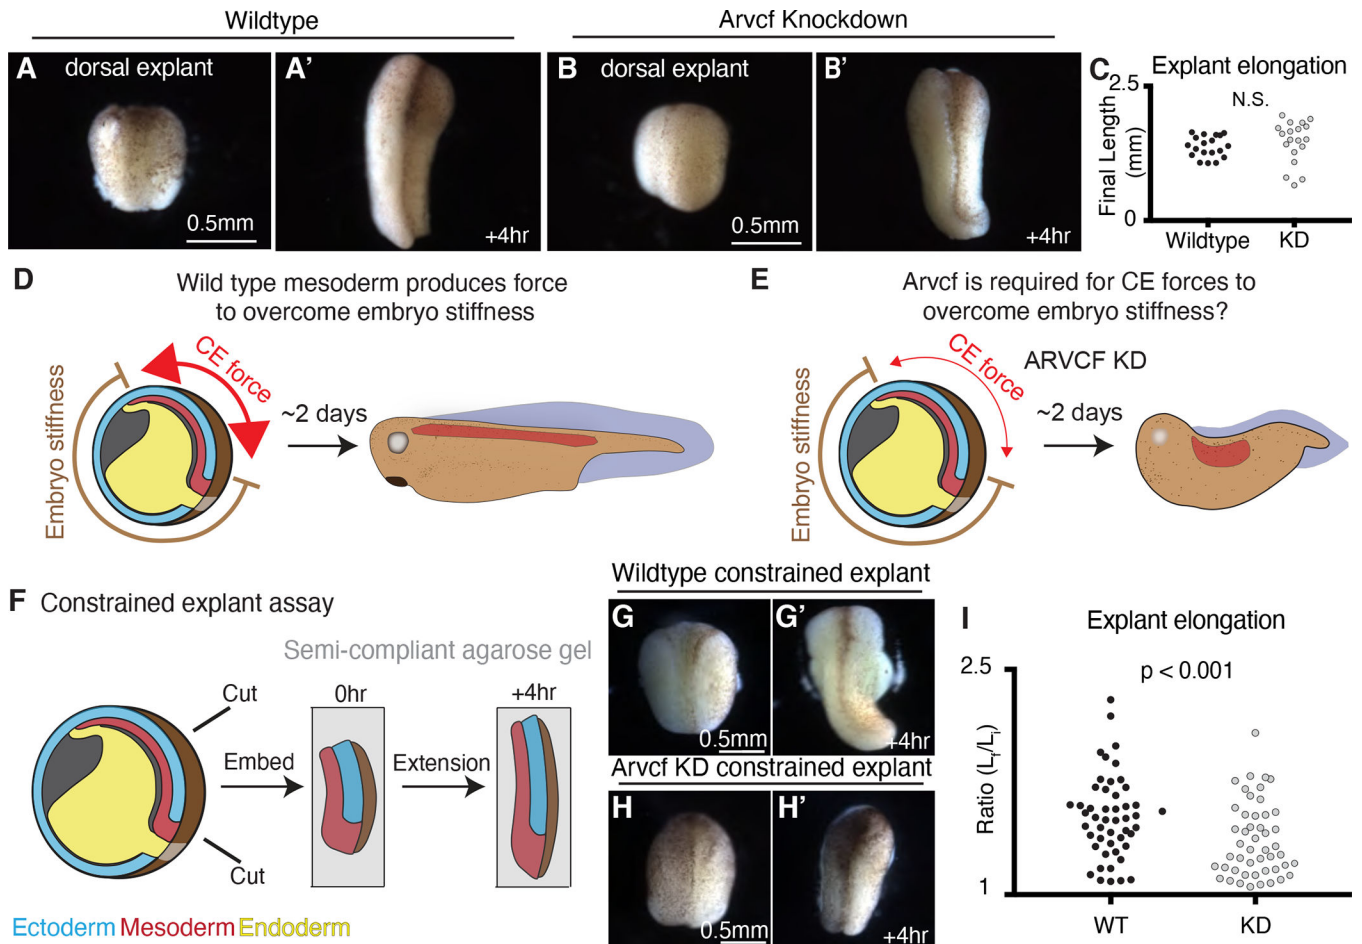 Wildtype
Arvcf Knockdown
A
dorsal explant
0.5mm
A'
+4hr
B
dorsal explant
0.5mm
B'
+4hr
C
Explant elongation
2.5
N.S.
Final Length
(mm)
0
Wildtype
KD
D
Wild type mesoderm produces force
to overcome embryo stiffness
Embryo stiffness
CE force
~2 days
E
Arvcf is required for CE forces to
overcome embryo stiffness?
Embryo stiffness
CE force
ARVCF KD
~2 days
F
Constrained explant assay
Semi-compliant agarose gel
Cut
0hr
+4hr
Embed
Extension
Cut
Ectoderm Mesoderm Endoderm
Wildtype constrained explant
G
0.5mm
G'
+4hr
Arvcf KD constrained explant
H
H'
+4hr
I
Explant elongation
2.5
p < 0.001
Ratio (Lf/Li)
1
WT
KD